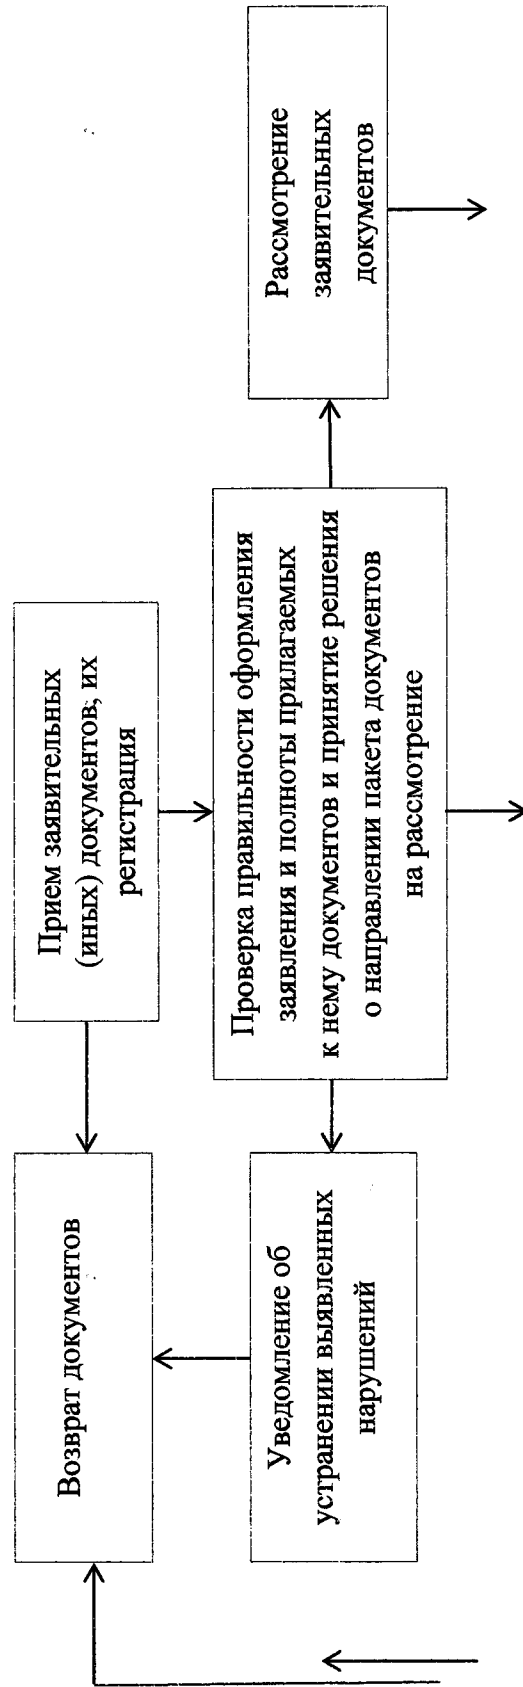 Прием заявительных
(иных) документов, их
регистрация
Возврат документов
Проверка правильности оформления
заявления и полноты прилагаемых
к нему документов и принятие решения
о направлении пакета документов
на рассмотрение
Уведомление об
устранении выявленных
нарушений
Рассмотрение
заявительных
документов